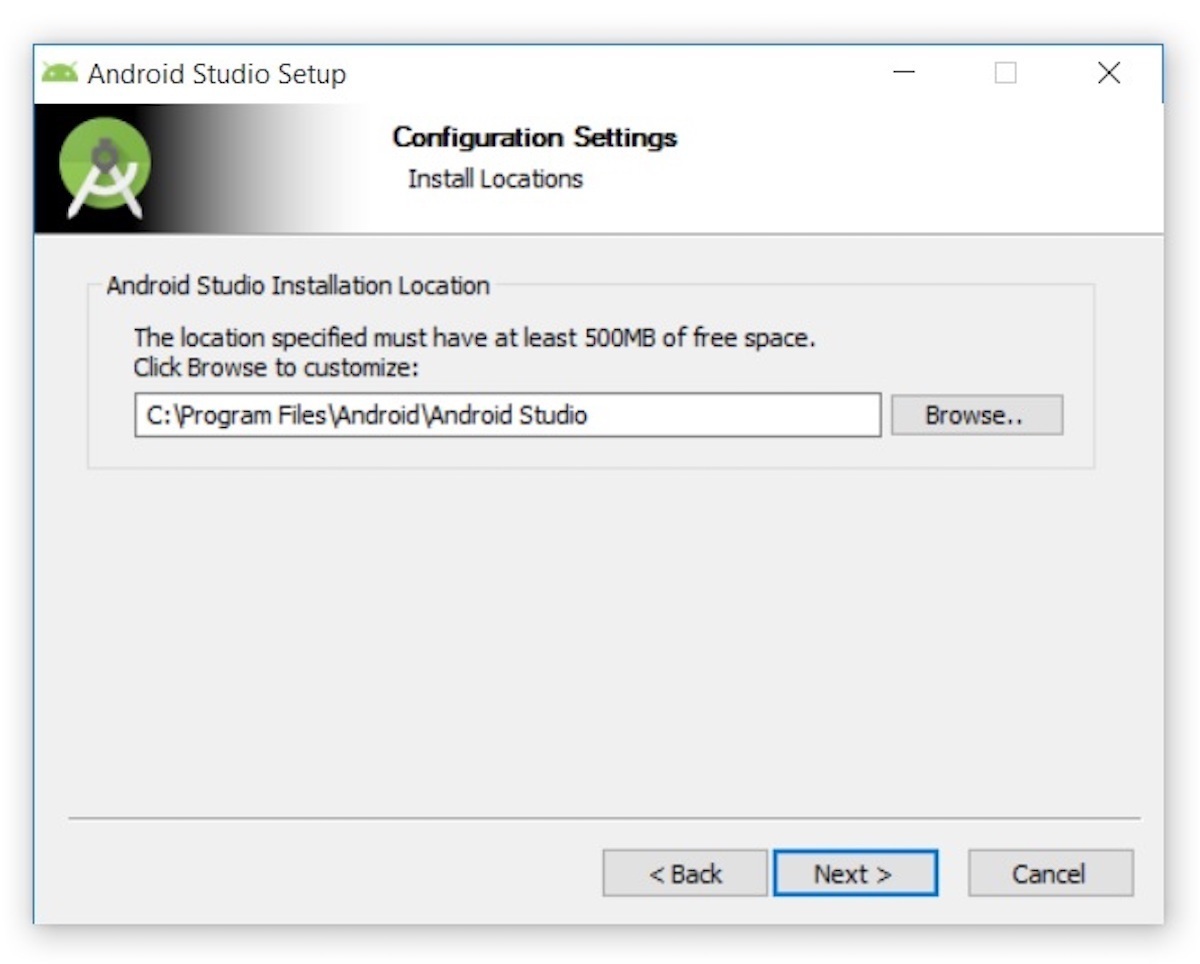 Android Studio Setup
Configuration Settings
Install Locations
Android Studio Installation Location
The location specified must have at least 500MB of free space.
Click Browse to customize:
C:\Program Files\Android\Android Studio
Browse..
< Back
Next >
Cancel